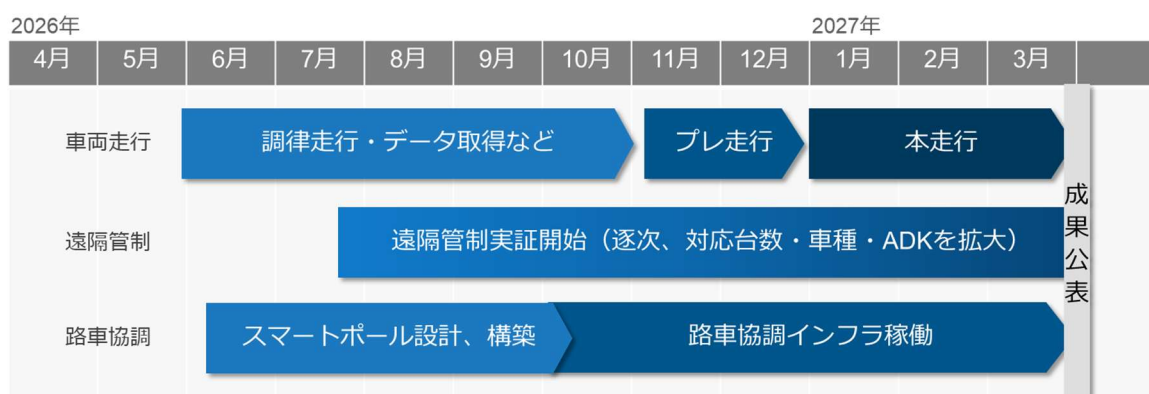 2026年 2027年
4月 5月 6月 7月 8月 9月 10月 11月 12月 1月 2月 3月
車両走行 調律走行・データ取得など プレ走行 本走行
遠隔管制 遠隔管制実証開始（逐次、対応台数・車種・ADKを拡大）
路車協調 スマートポール設計、構築 路車協調インフラ稼働
成果公表